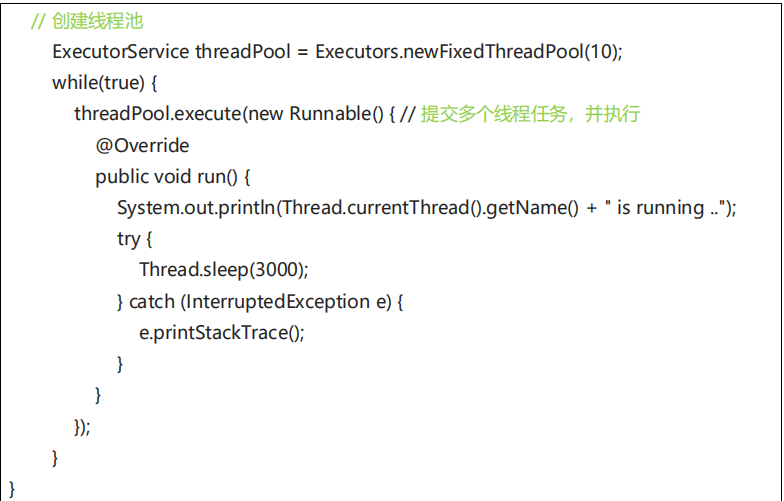 // 创建线程池
ExecutorService threadPool = Executors.newFixedThreadPool(10);
while(true) {
threadPool.execute(new Runnable() { // 提交多个线程任务，并执行
@Override
public void run() {
System.out.println(Thread.currentThread().getName() + " is running ..");
try {
Thread.sleep(3000);
} catch (InterruptedException e) {
e.printStackTrace();
}
}
});
}
}